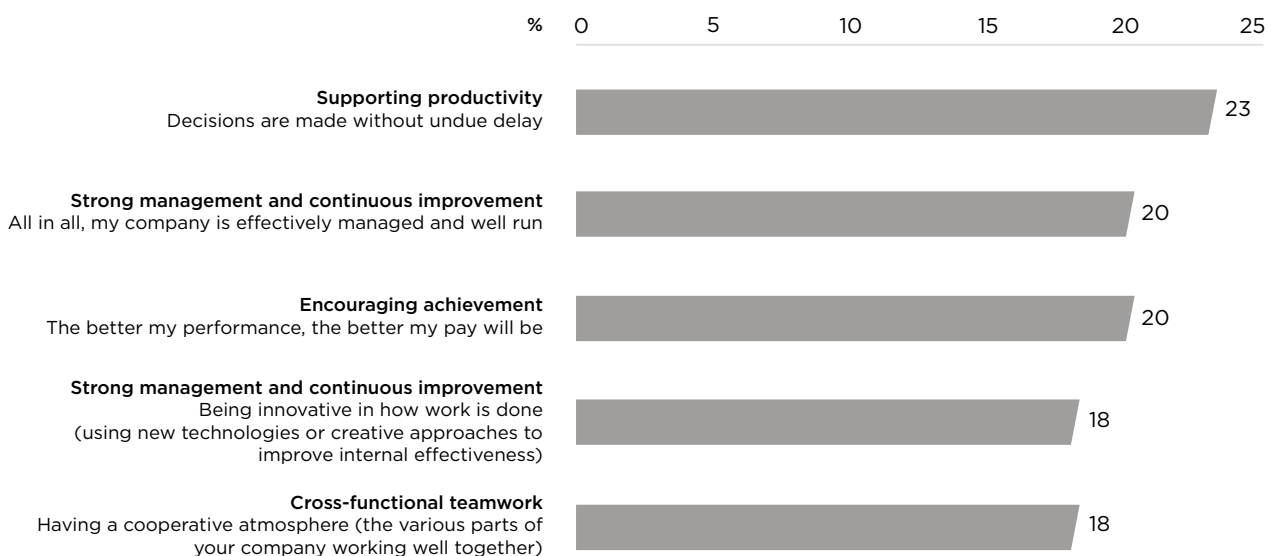 % 0 5 10 15 20 25
Supporting productivity
Decisions are made without undue delay
23
Strong management and continuous improvement
All in all, my company is effectively managed and well run
20
Encouraging achievement
The better my performance, the better my pay will be
20
Strong management and continuous improvement
Being innovative in how work is done
(using new technologies or creative approaches to
improve internal effectiveness)
18
Cross-functional teamwork
Having a cooperative atmosphere (the various parts of
your company working well together)
18